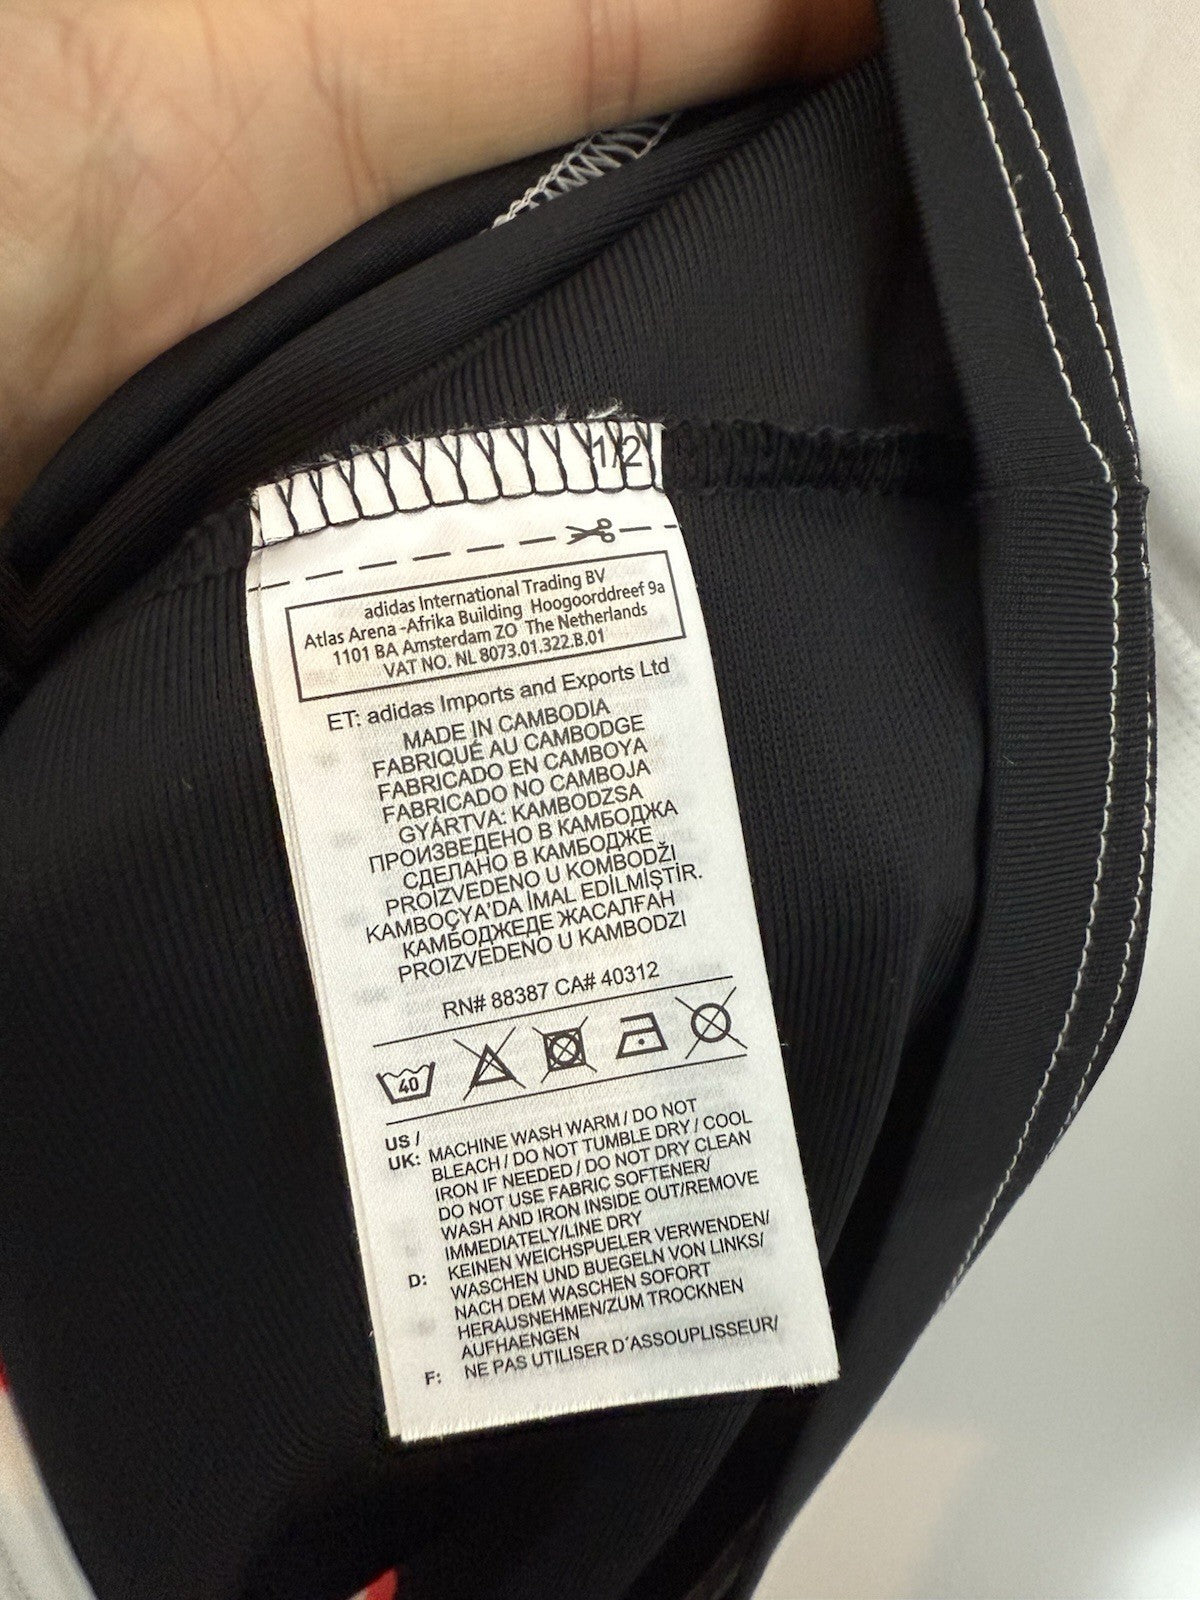 1/2
adidas International Trading BV
Atlas Arena -Afrika Building Hoogoorddreef 9a
1101 BA Amsterdam ZO The Netherlands
VAT NO. NL 8073.01.322.B.01
ET: adidas Imports and Exports Ltd
MADE IN CAMBODIA
FABRIQUÉ AU CAMBODGE
FABRICADO EN CAMBOYA
FABRICADO NO CAMBOJA
GYÁRTVA: KAMBODZSA
ПРОИЗВЕДЕНО В КАМБОДЖА
СДЕЛАНО В КАМБОДЖЕ
PROIZVEDENO U KOMBODŽI
KAMBOÇYA'DA İMAL EDİLMİŞTİR.
КАМБОДЖЕДЕ ЖАСАЛҒАН
PROIZVEDENO U KAMBODZI
RN# 88387 CA# 40312
40
US /
UK: MACHINE WASH WARM / DO NOT
BLEACH / DO NOT TUMBLE DRY / COOL
IRON IF NEEDED / DO NOT DRY CLEAN
DO NOT USE FABRIC SOFTENER/
WASH AND IRON INSIDE OUT/REMOVE
IMMEDIATELY/LINE DRY
D: KEINEN WEICHSPUELER VERWENDEN/
WASCHEN UND BUEGELN VON LINKS/
NACH DEM WASCHEN SOFORT
HERAUSNEHMEN/ZUM TROCKNEN
AUFHAENGEN
F: NE PAS UTILISER D´ASSOUPLISSEUR/